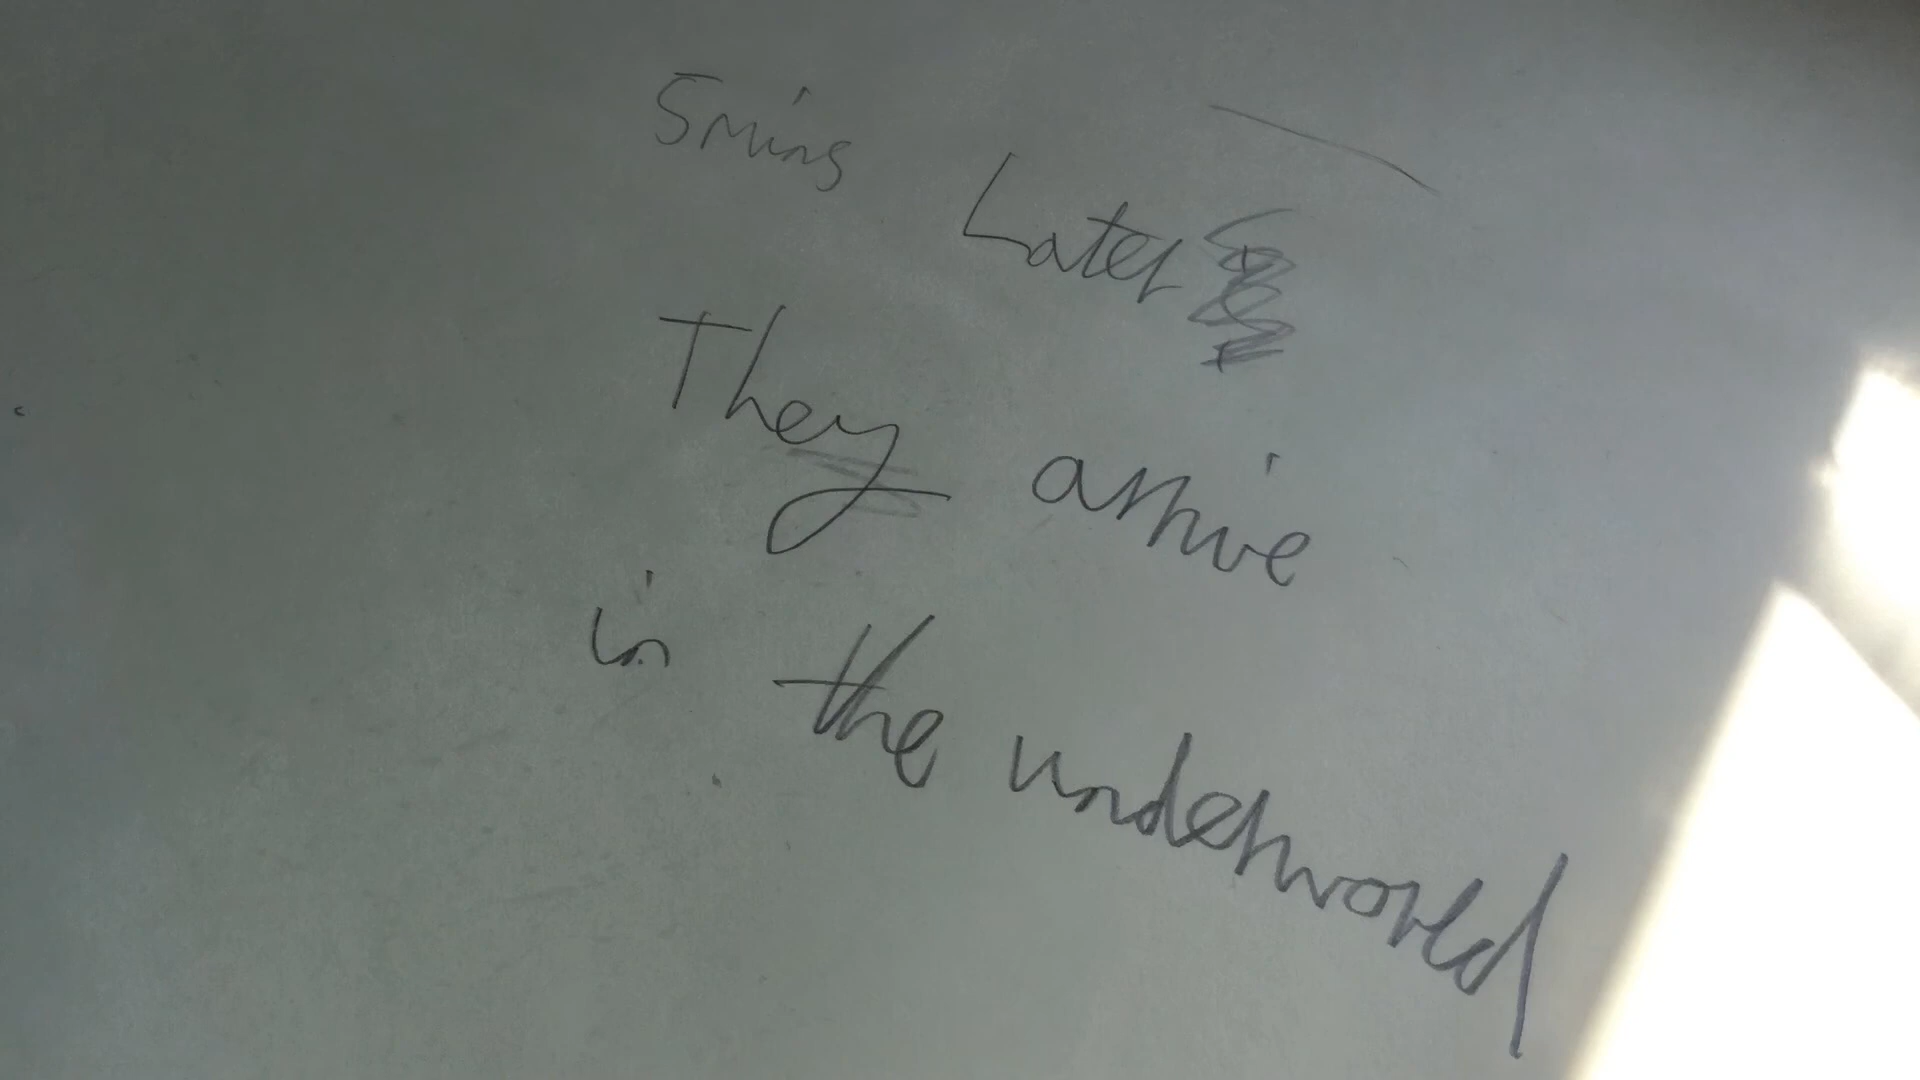 5mins Later
They arrive
in the underworld